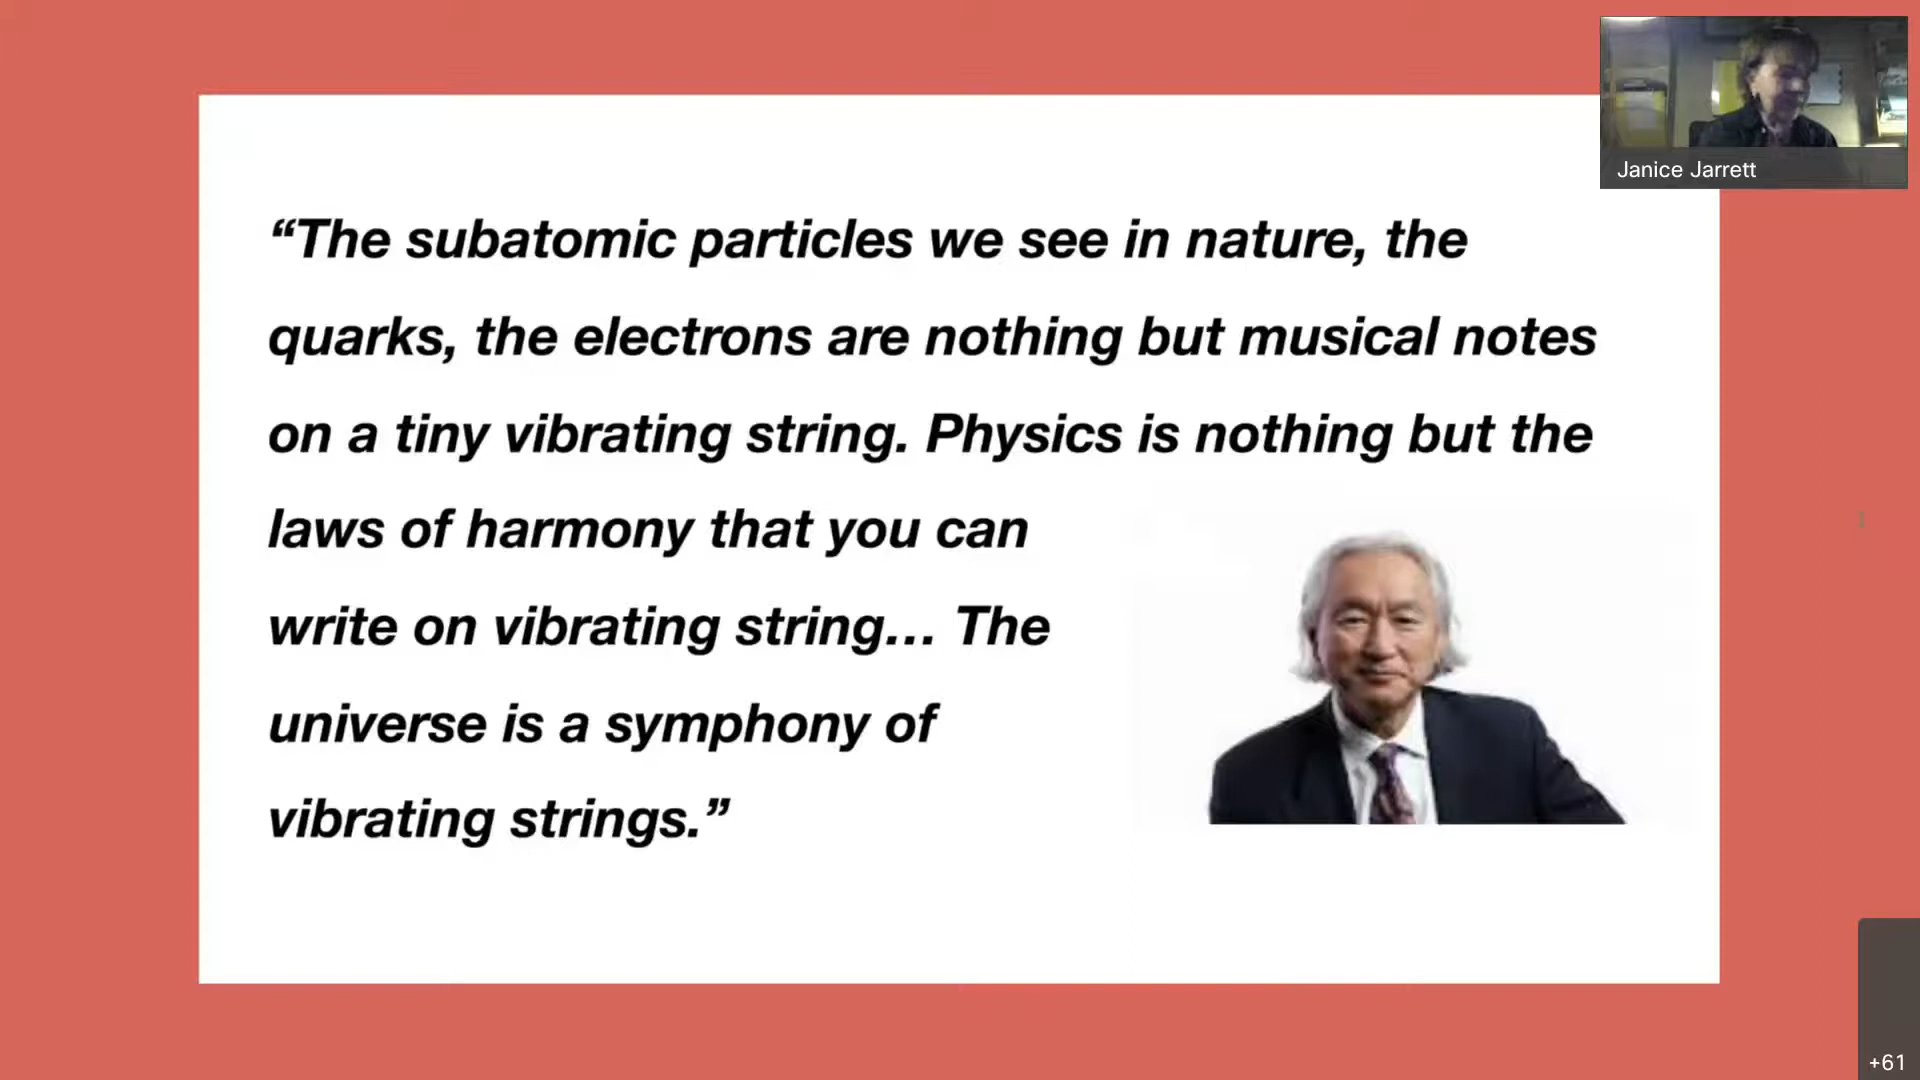 Janice Jarrett
“The subatomic particles we see in nature, the
quarks, the electrons are nothing but musical notes
on a tiny vibrating string. Physics is nothing but the
laws of harmony that you can
write on vibrating string... The
universe is a symphony of
vibrating strings.”
+61